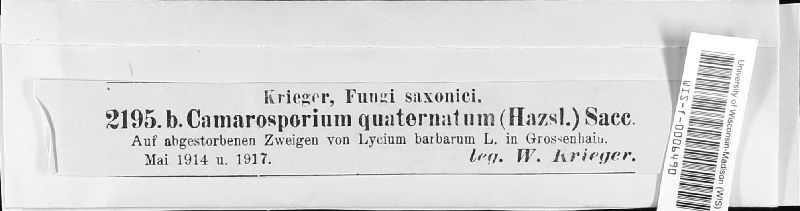 Krieger, Fungi saxonici.
2195.b. Camarosporium quaternatum (Hazsl.) Sacc.
Auf abgestorbenen Zweigen von Lycium barbarum L. in Grossenhain.
Mai 1914 u. 1917. leg. W. Krieger.
University of Wisconsin-Madison (WIS)
WIS-f-0006490